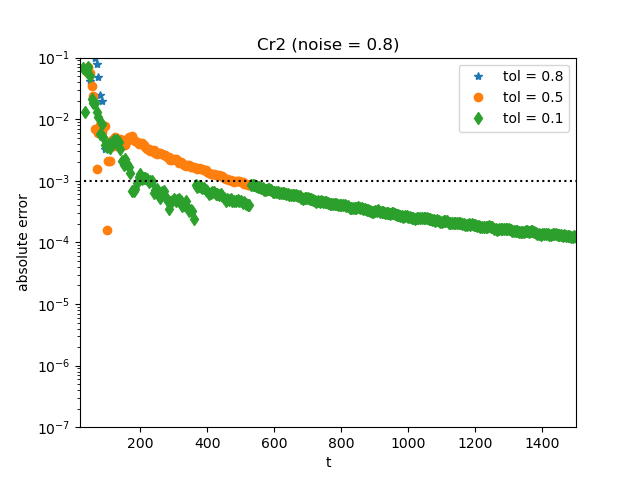 Cr2 (noise = 0.8)
tol = 0.8
tol = 0.5
tol = 0.1
absolute error
10⁻¹
10⁻²
10⁻³
10⁻⁴
10⁻⁵
10⁻⁶
10⁻⁷
200 400 600 800 1000 1200 1400
t